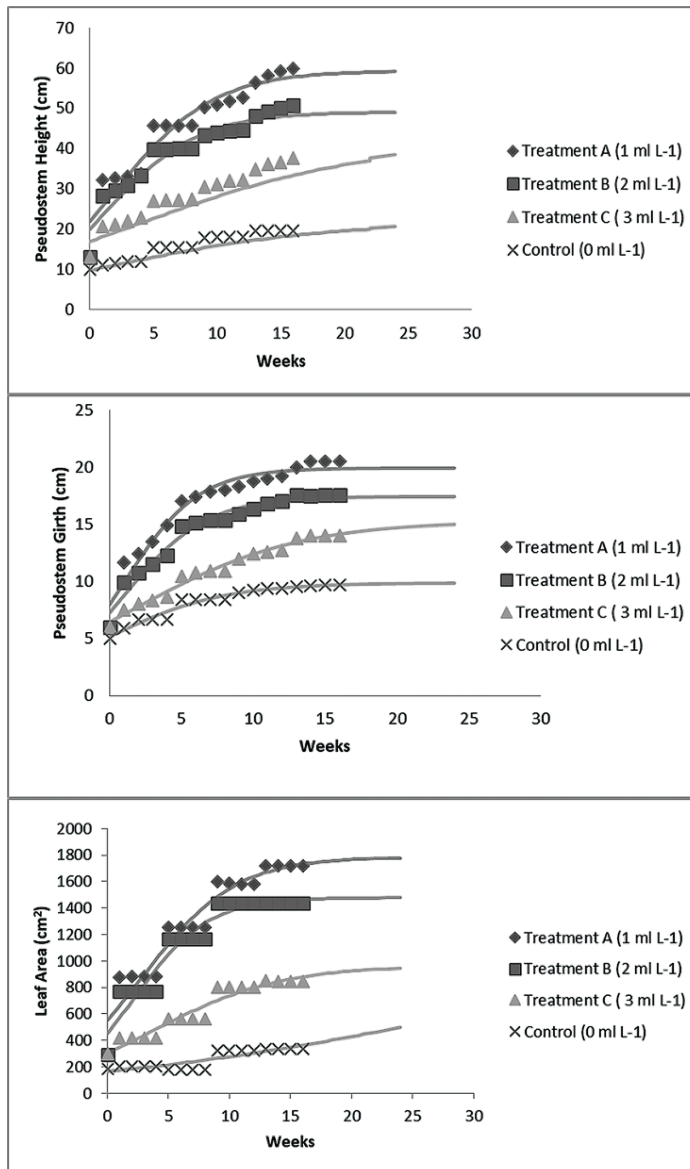 70
60
50
40
30
20
10
0
Pseudostem Height (cm)
0 5 10 15 20 25 30
Weeks
Treatment A (1 ml L-1)
Treatment B (2 ml L-1)
Treatment C ( 3 ml L-1)
Control (0 ml L-1)
25
20
15
10
5
0
Pseudostem Girth (cm)
0 5 10 15 20 25 30
Weeks
Treatment A (1 ml L-1)
Treatment B (2 ml L-1)
Treatment C ( 3 ml L-1)
Control (0 ml L-1)
2000
1800
1600
1400
1200
1000
800
600
400
200
0
Leaf Area (cm²)
0 5 10 15 20 25 30
Weeks
Treatment A (1 ml L-1)
Treatment B (2 ml L-1)
Treatment C ( 3 ml L-1)
Control (0 ml L-1)